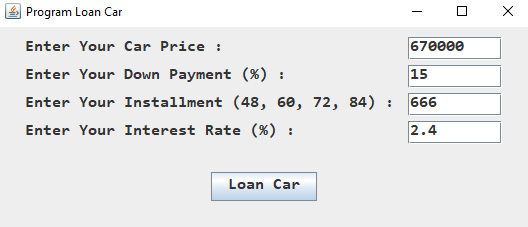 Program Loan Car
Enter Your Car Price : 670000
Enter Your Down Payment (%) : 15
Enter Your Installment (48, 60, 72, 84) : 666
Enter Your Interest Rate (%) : 2.4
Loan Car